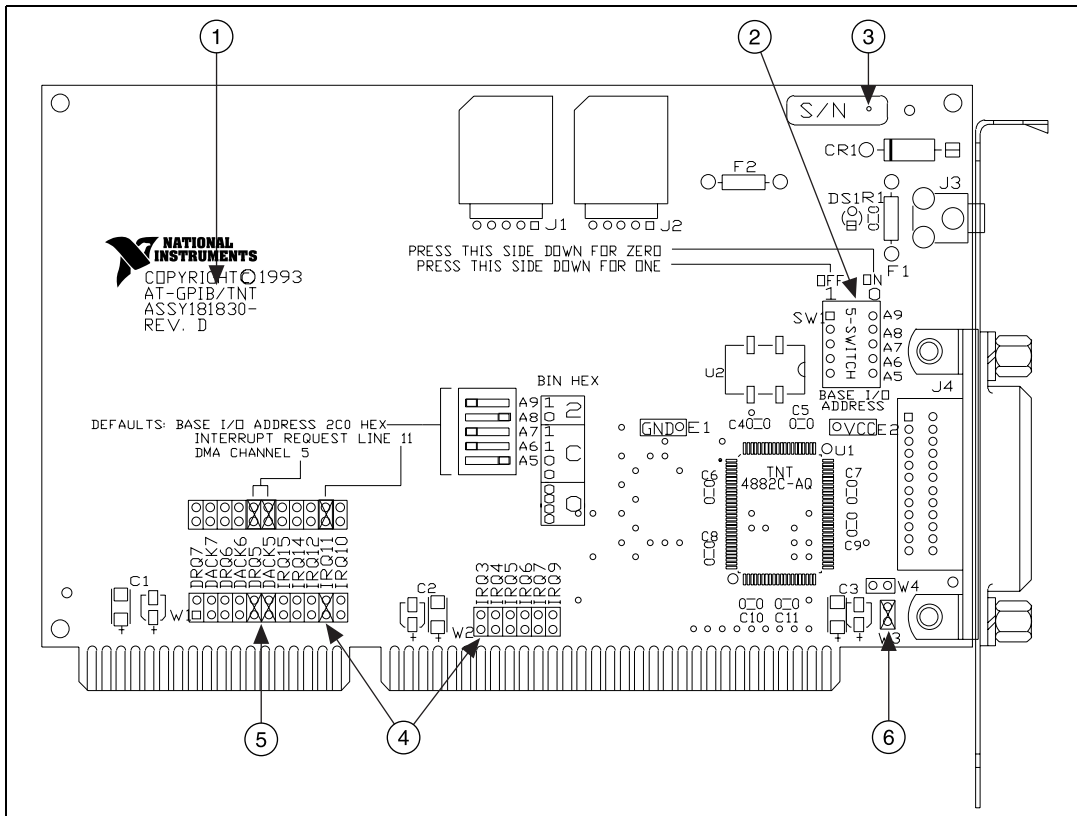 1
2
3
S/N
CR1
F2
DS1
R1
J3
J1
J2
F1
NATIONAL
INSTRUMENTS
COPYRIGHT© 1993
AT-GPIB/TNT
ASSY181830-
REV. D
PRESS THIS SIDE DOWN FOR ZERO
PRESS THIS SIDE DOWN FOR ONE
OFF ON
1 0
SW1
5-SWITCH
A9
A8
A7
A6
A5
BASE I/O
ADDRESS
U2
J4
BIN HEX
A9 1
A8 0
2
A7 1
A6 1
A5 0
0
C
0
0
0
0
0
DEFAULTS: BASE I/O ADDRESS 2C0 HEX
INTERRUPT REQUEST LINE 11
DMA CHANNEL 5
GND E1
C4
C5
VCC E2
U1
TNT
4882C-AQ
C6
C7
C8
C9
DRQ7
DACK7
DRQ6
DACK6
DRQ5
DACK5
IRQ15
IRQ14
IRQ12
IRQ11
IRQ10
IRQ3
IRQ4
IRQ5
IRQ6
IRQ7
IRQ9
C1
W1
C2
W2
C10
C11
C3
W4
W3
5
4
6